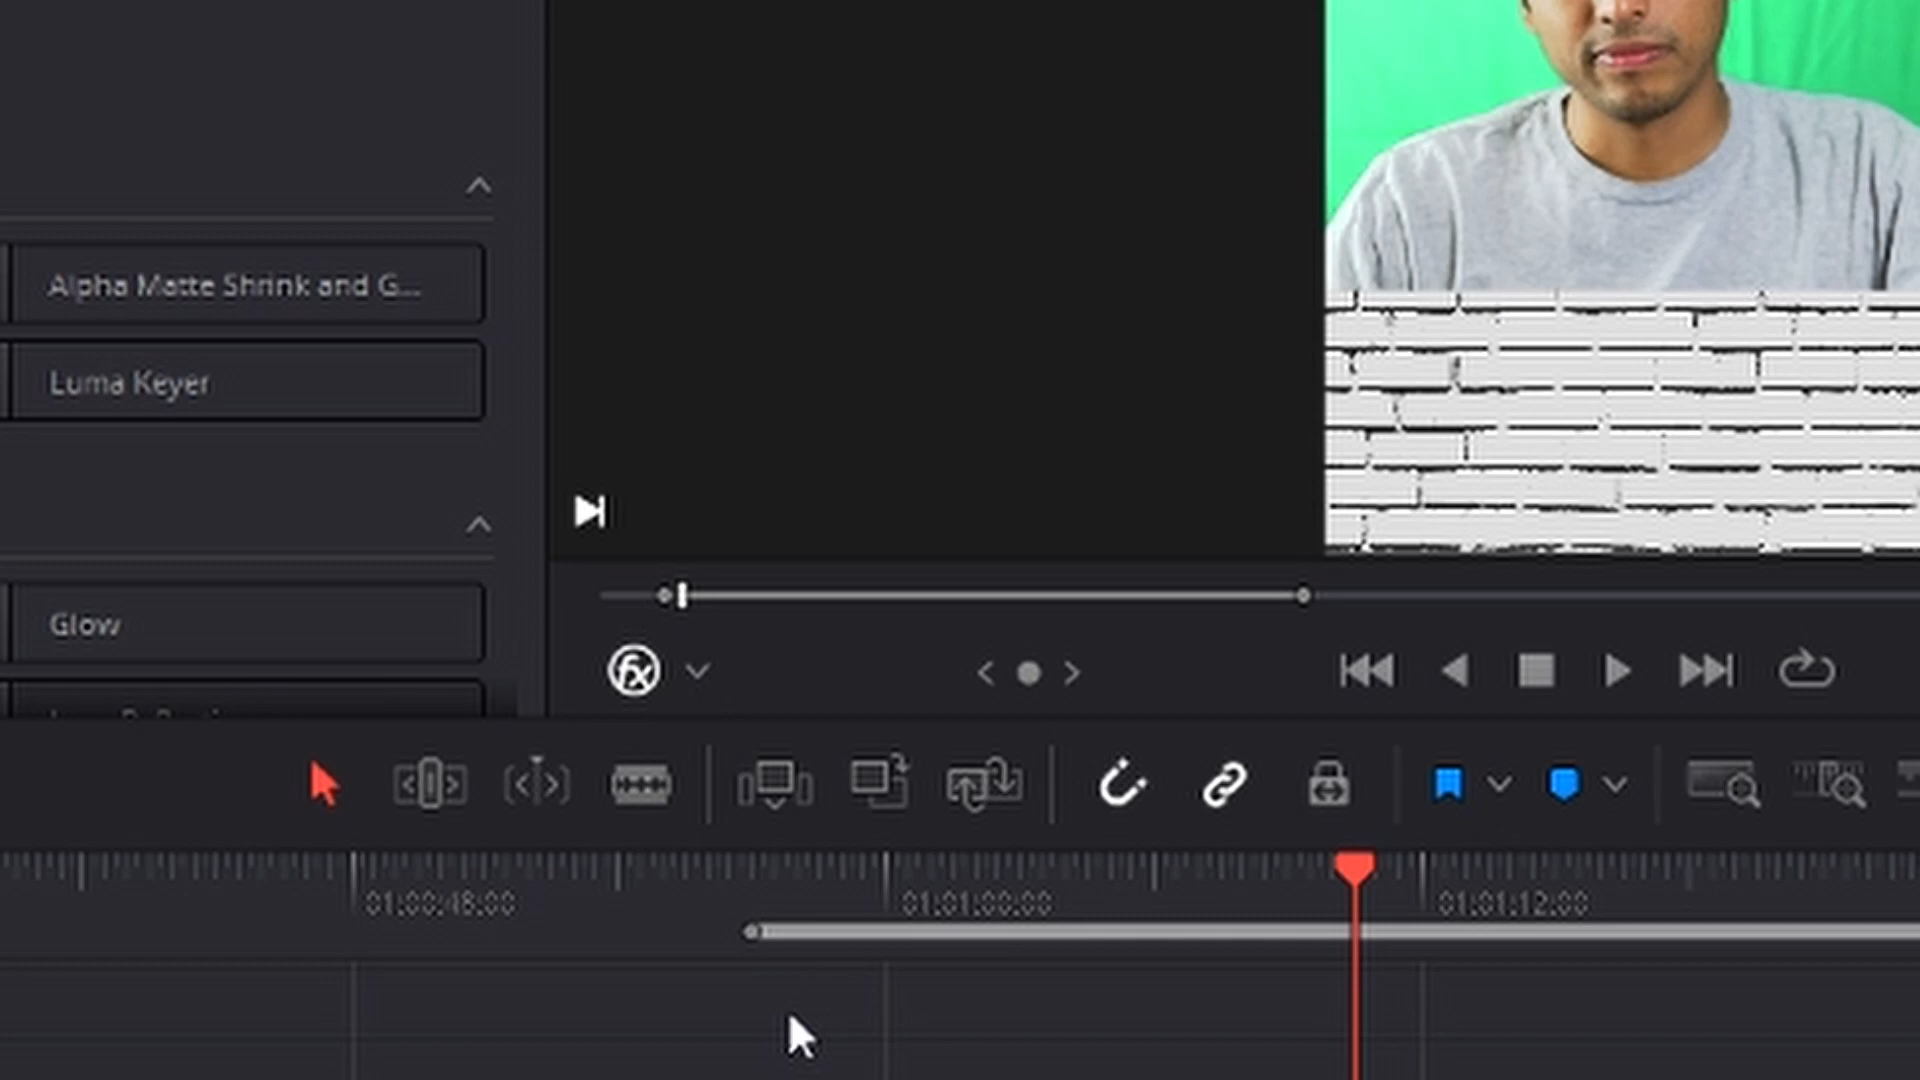 Alpha Matte Shrink and G...
Luma Keyer
Glow
fx
01:00:48:00
01:01:00:00
01:01:12:00